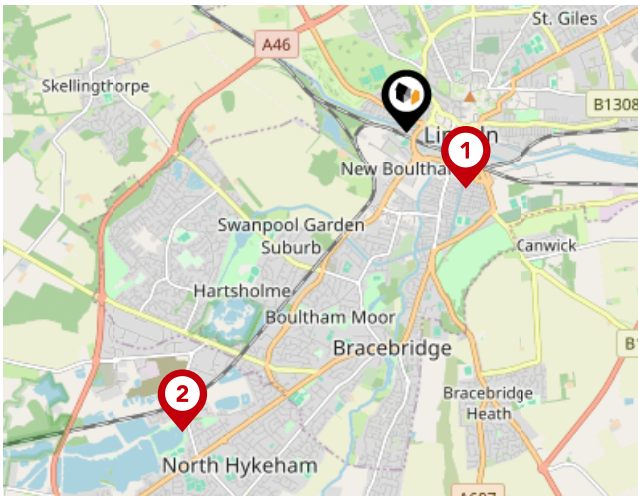 St. Giles
A46
Skellingthorpe
B1308
Lincoln
1
New Boultham
Swanpool Garden
Suburb
Canwick
Hartsholme
Boultham Moor
Bracebridge
2
Bracebridge
Heath
North Hykeham
A607